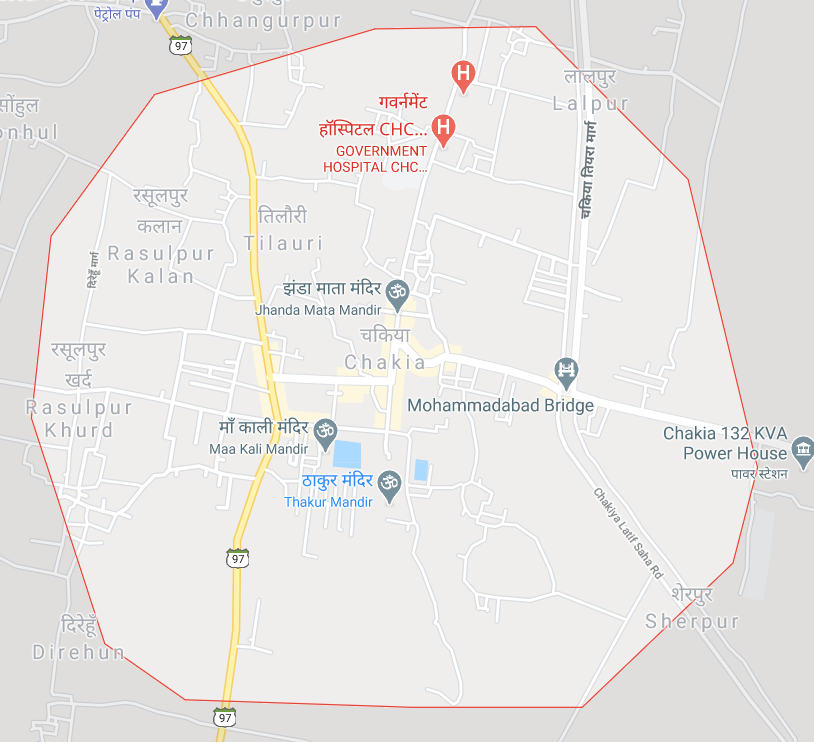 पेट्रोल पंप
Chhangurpur
97
सोंहुल
onhul
लालपुर
Lalpur
गवर्नमेंट
हॉस्पिटल CHC...
GOVERNMENT
HOSPITAL CHC...
H
H
चकिया तियरा मार्ग
रसूलपुर
कलान
Rasulpur
Kalan
तिलौरी
Tilauri
दिरेहूँ मार्ग
झंडा माता मंदिर
Jhanda Mata Mandir
चकिया
Chakia
रसूलपुर
खर्द
Rasulpur
Khurd
Mohammadabad Bridge
माँ काली मंदिर
Maa Kali Mandir
Chakia 132 KVA
Power House
पावर स्टेशन
ठाकुर मंदिर
Thakur Mandir
Chakiya Latif Saha Rd
97
शेरपुर
Sherpur
दिरेहूँ
Direhun
97